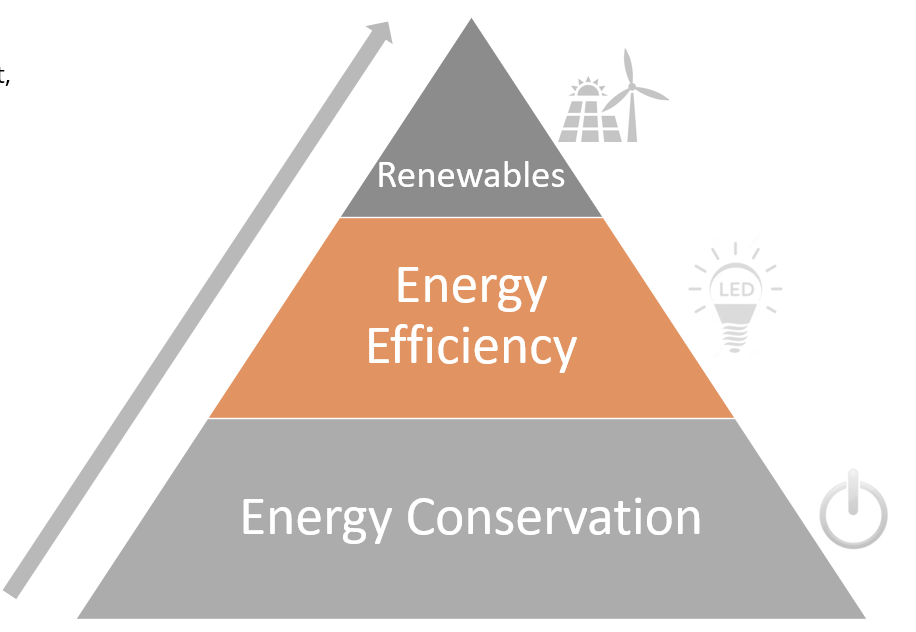 t,
Renewables
Energy
Efficiency
LED
Energy Conservation